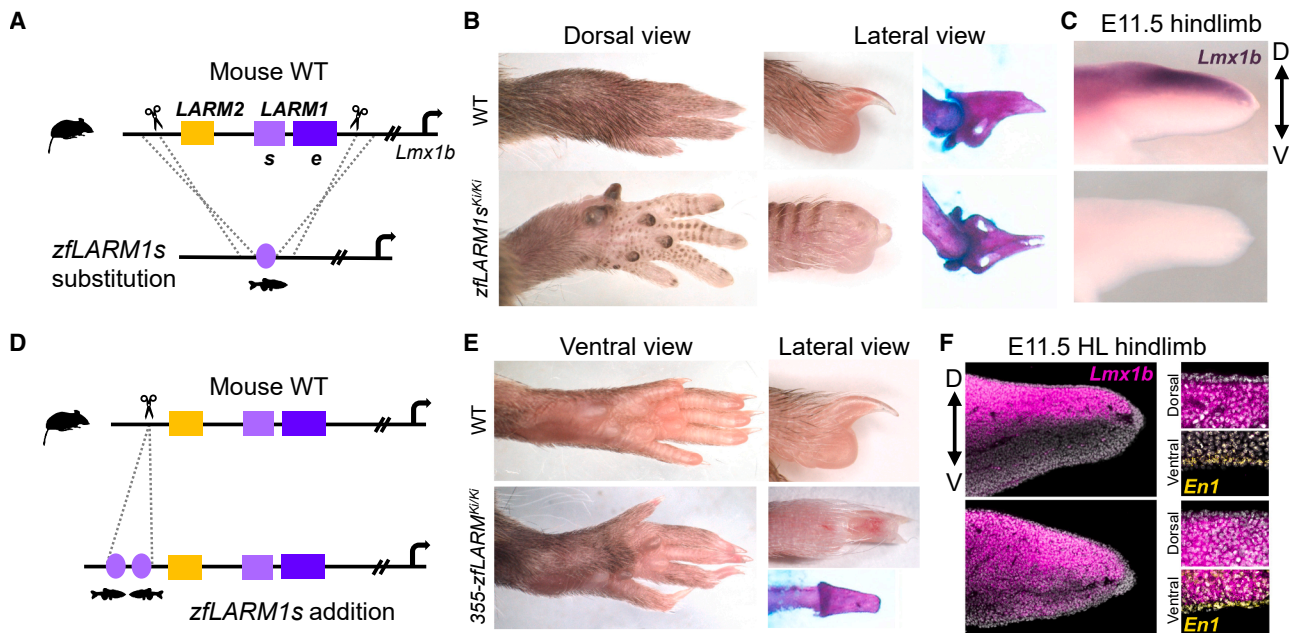 A
Mouse WT
LARM2 LARM1
s e
Lmx1b
zfLARM1s
substitution
B
Dorsal view Lateral view
WT
zfLARM1sKi/Ki
C
E11.5 hindlimb
Lmx1b
D
V
D
Mouse WT
zfLARM1s addition
E
Ventral view Lateral view
WT
355-zfLARMKi/Ki
F
E11.5 HL hindlimb
D
V
Lmx1b
Dorsal
Ventral
En1
Dorsal
Ventral
En1